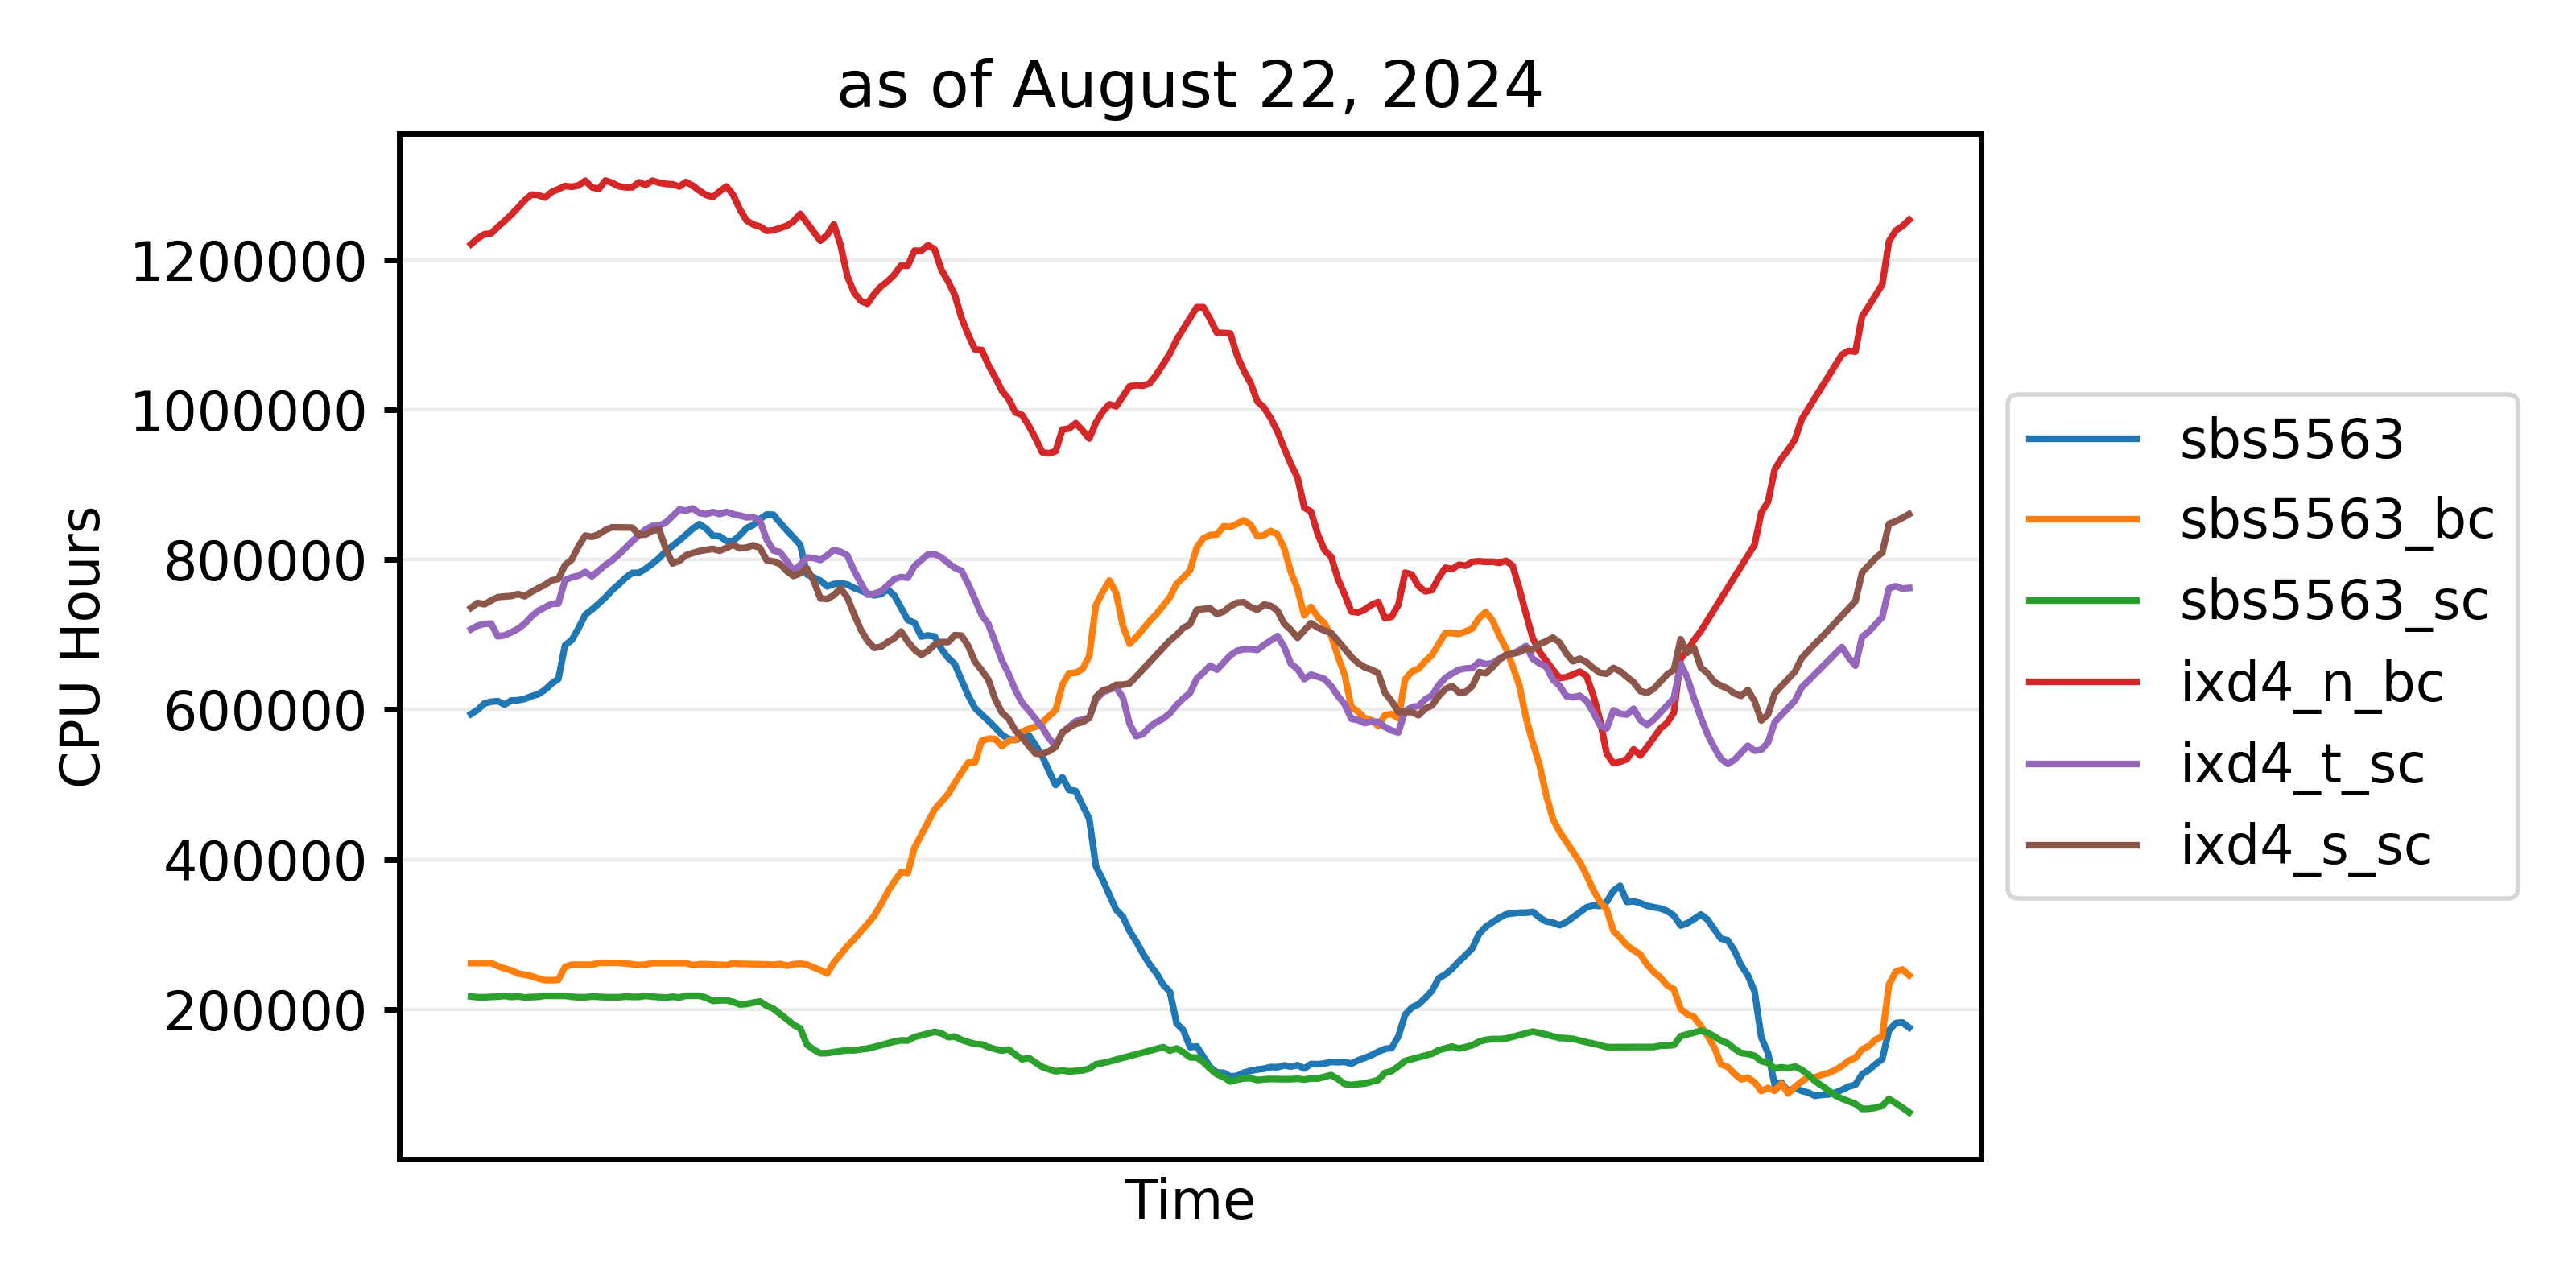 as of August 22, 2024
1200000
1000000
800000
600000
400000
200000
CPU Hours
Time
sbs5563
sbs5563_bc
sbs5563_sc
ixd4_n_bc
ixd4_t_sc
ixd4_s_sc